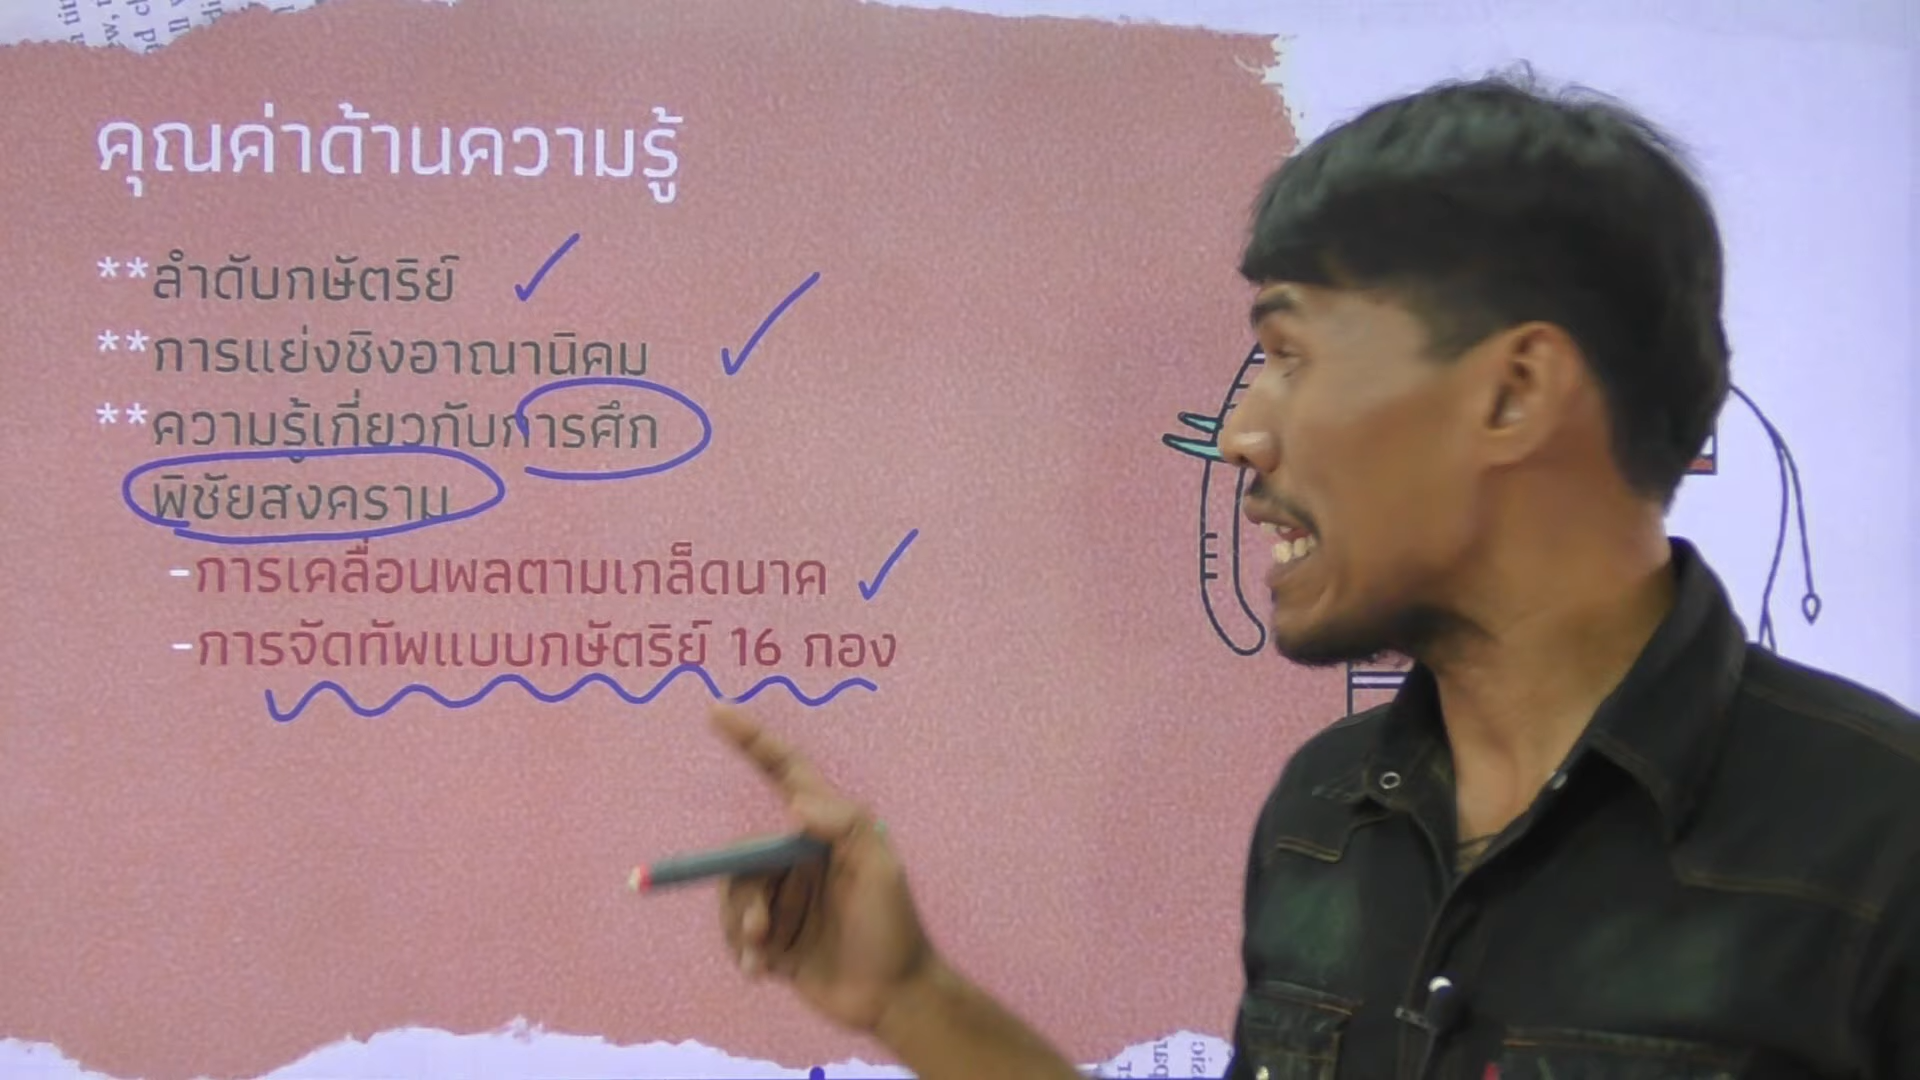 คุณค่าด้านความรู้
**ลำดับกษัตริย์
**การแย่งชิงอาณานิคม
**ความรู้เกี่ยวกับการศึก
พิชัยสงคราม
-การเคลื่อนพลตามเกล็ดนาค
-การจัดทัพแบบกษัตริย์ 16 กอง